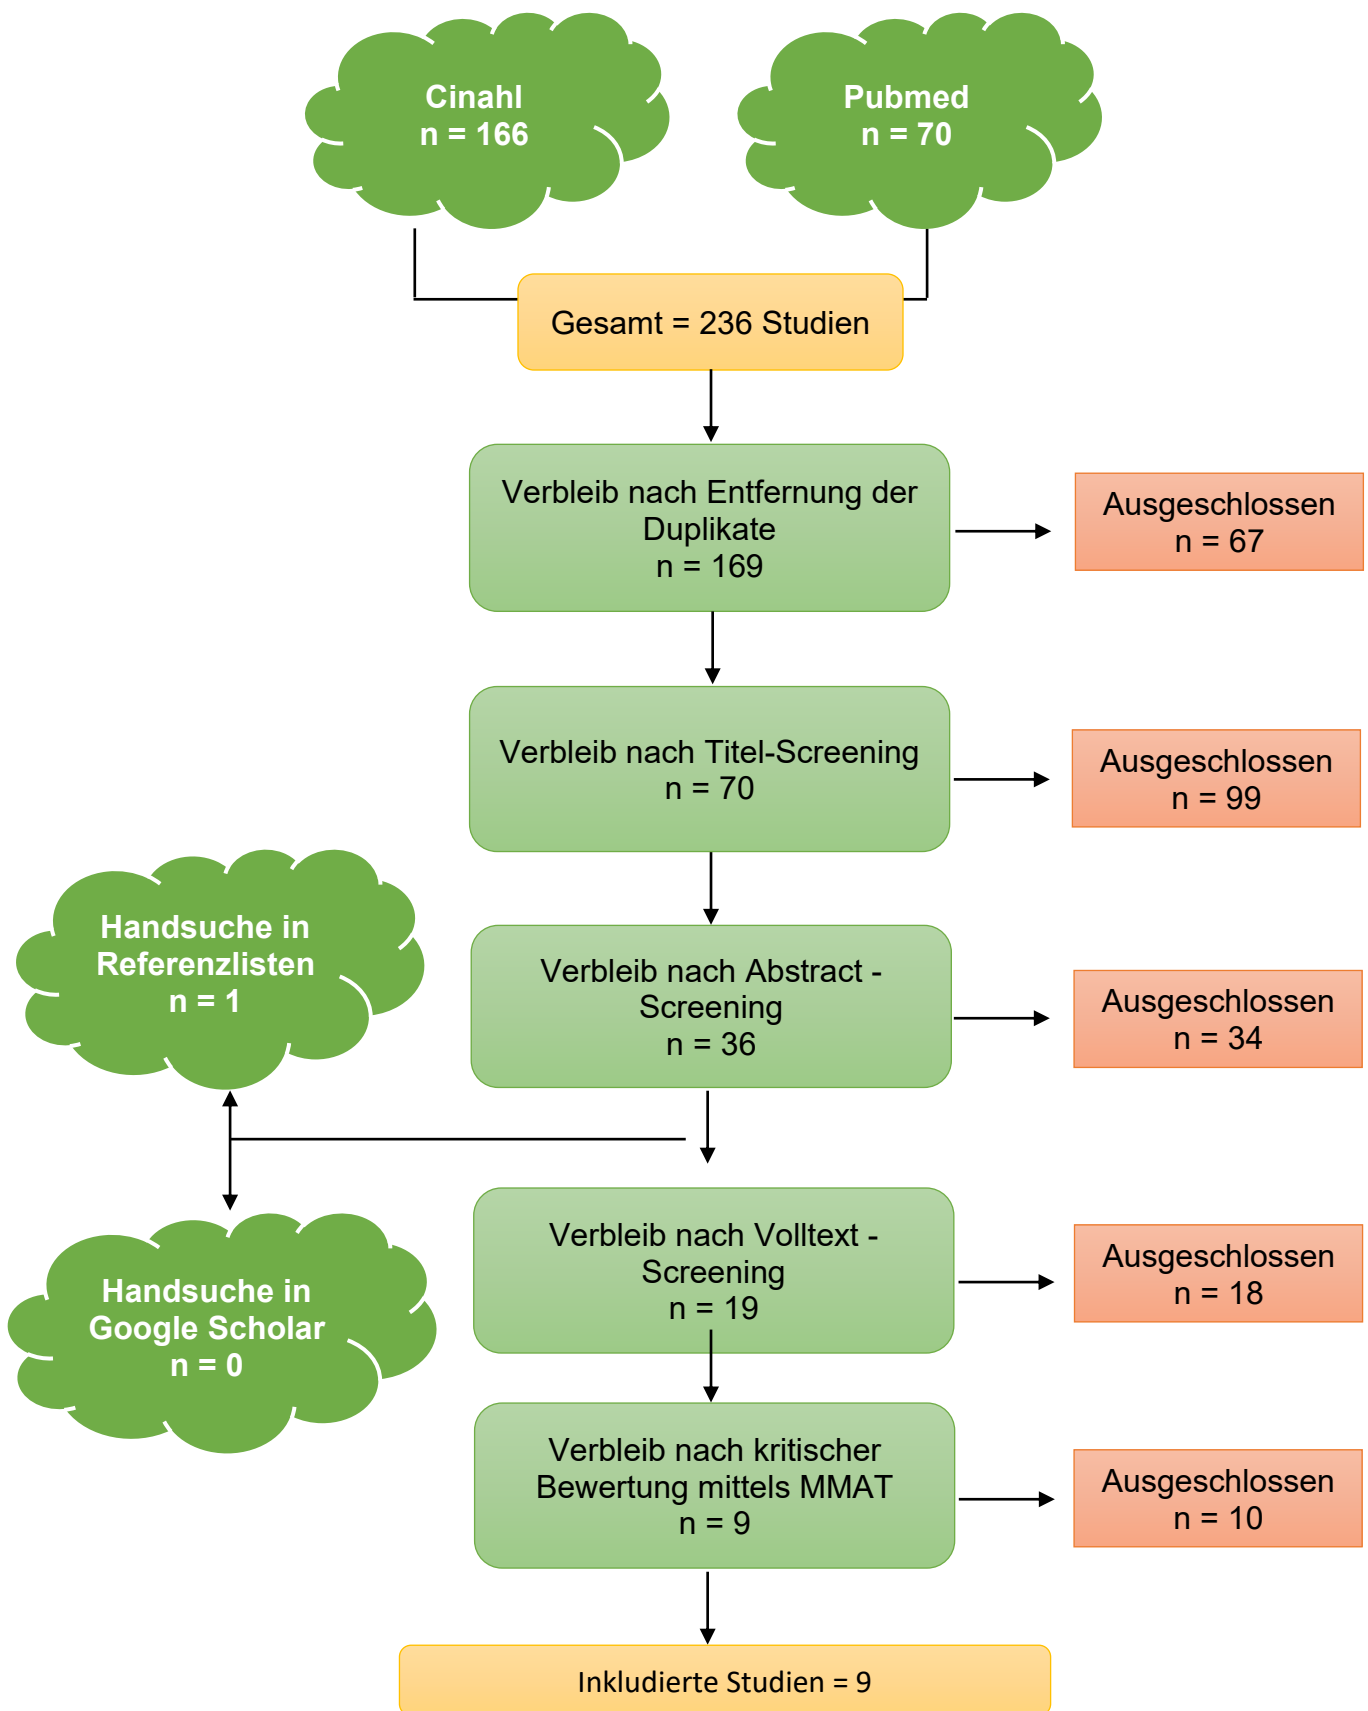 Cinahl
n = 166
Pubmed
n = 70
Gesamt = 236 Studien
Verbleib nach Entfernung der
Duplikate
n = 169
Ausgeschlossen
n = 67
Verbleib nach Titel-Screening
n = 70
Ausgeschlossen
n = 99
Handsuche in
Referenzlisten
n = 1
Verbleib nach Abstract -
Screening
n = 36
Ausgeschlossen
n = 34
Handsuche in
Google Scholar
n = 0
Verbleib nach Volltext -
Screening
n = 19
Ausgeschlossen
n = 18
Verbleib nach kritischer
Bewertung mittels MMAT
n = 9
Ausgeschlossen
n = 10
Inkludierte Studien = 9